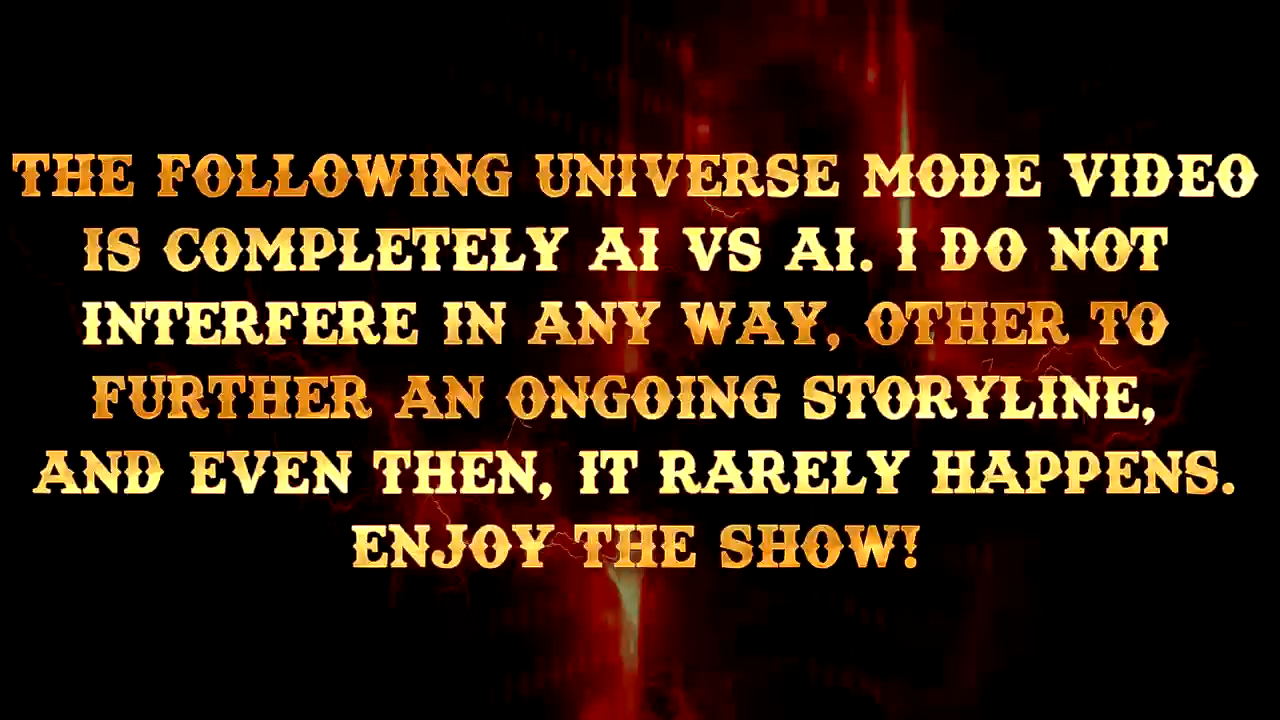 THE FOLLOWING UNIVERSE MODE VIDEO
IS COMPLETELY AI VS AI. I DO NOT
INTERFERE IN ANY WAY, OTHER TO
FURTHER AN ONGOING STORYLINE,
AND EVEN THEN, IT RARELY HAPPENS.
ENJOY THE SHOW!